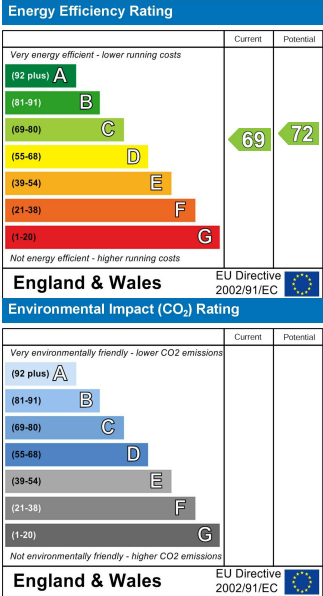 Energy Efficiency Rating
Current Potential
Very energy efficient - lower running costs
(92 plus) A
(81-91) B
(69-80) C
69 72
(55-68) D
(39-54) E
(21-38) F
(1-20) G
Not energy efficient - higher running costs
England & Wales
EU Directive
2002/91/EC
Environmental Impact (CO₂) Rating
Current Potential
Very environmentally friendly - lower CO2 emissions
(92 plus) A
(81-91) B
(69-80) C
(55-68) D
(39-54) E
(21-38) F
(1-20) G
Not environmentally friendly - higher CO2 emissions
England & Wales
EU Directive
2002/91/EC